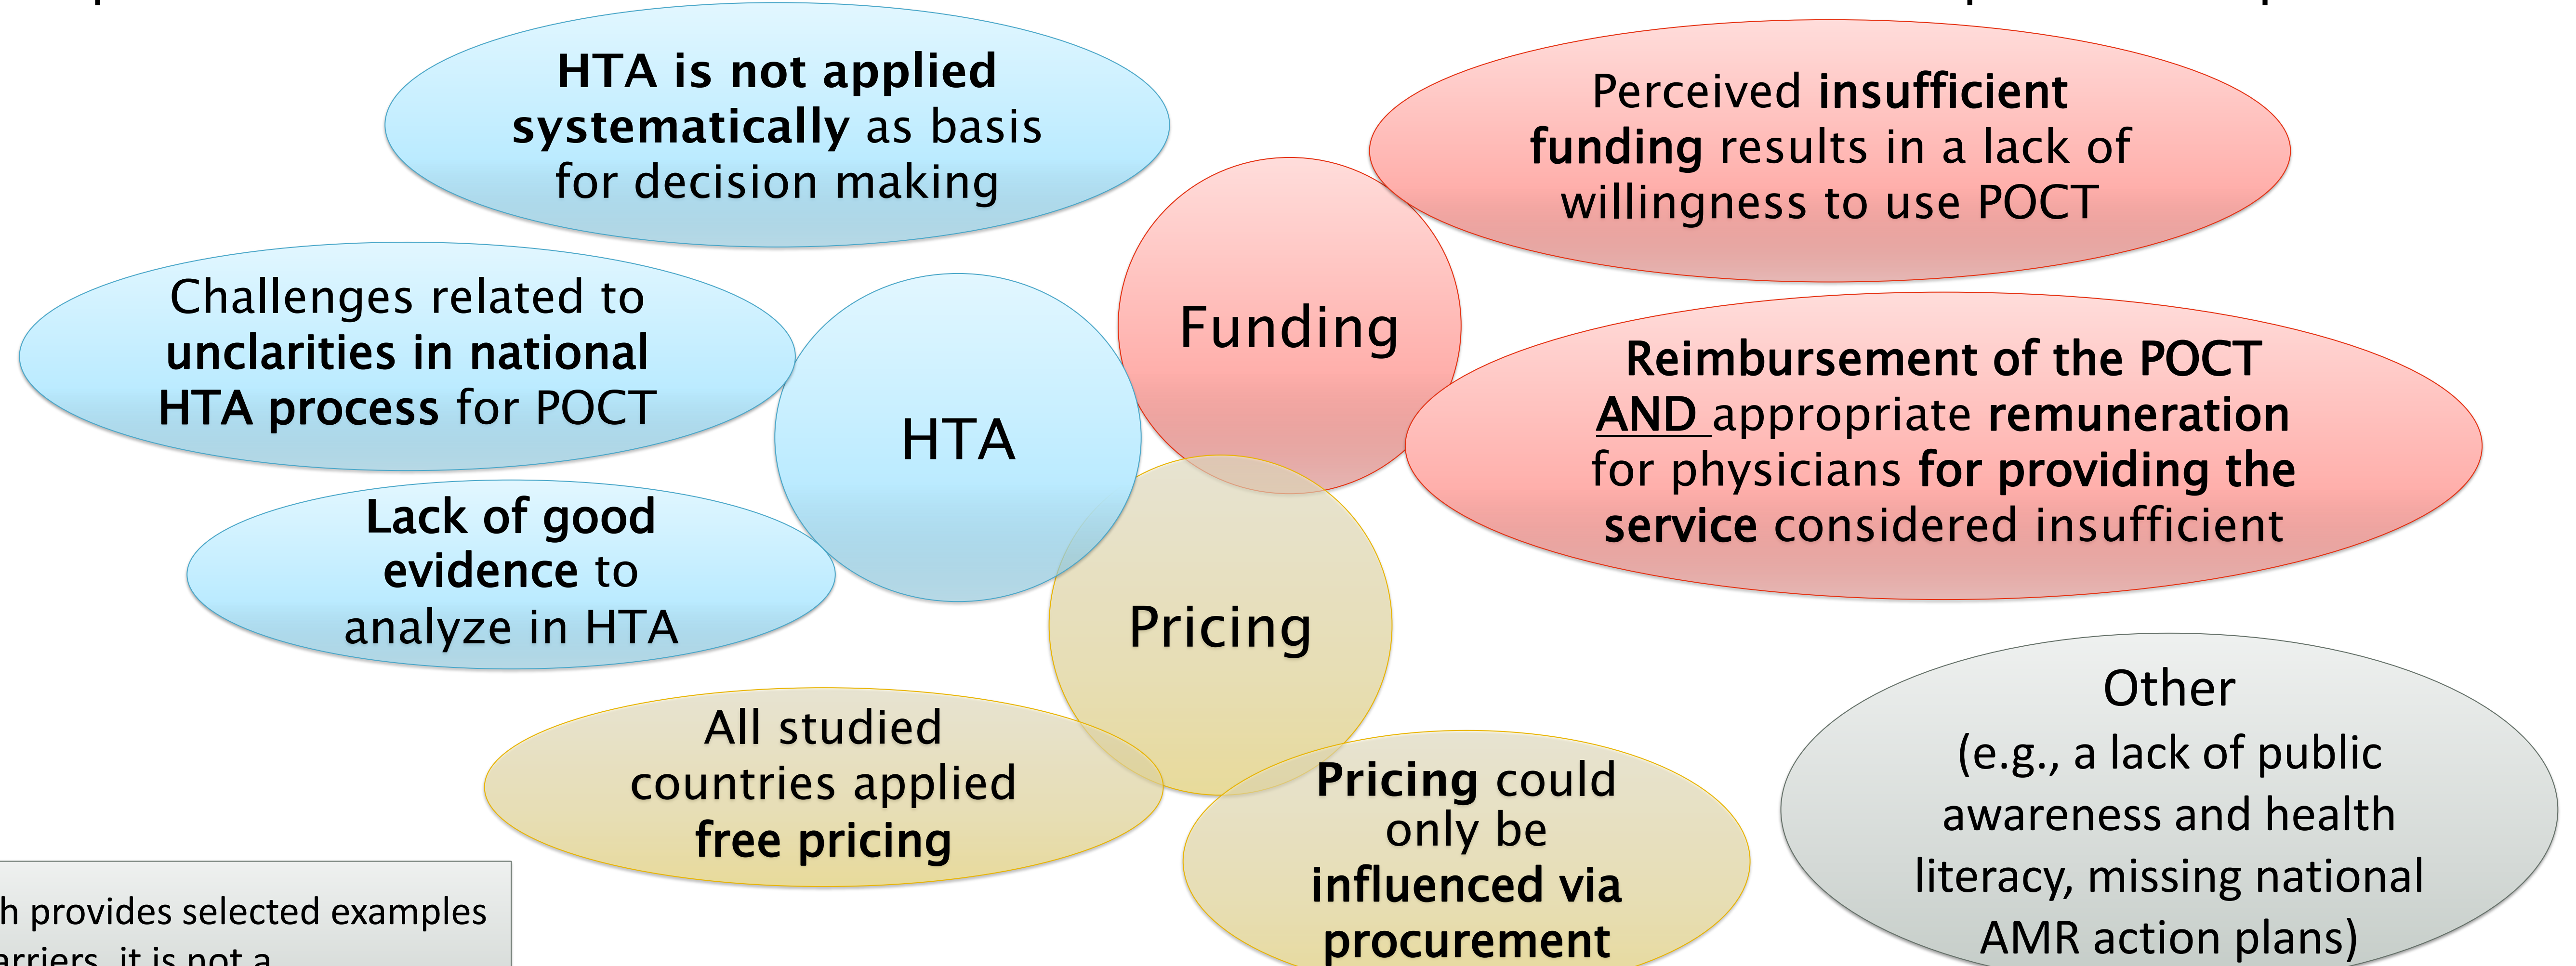 HTA is not applied
systematically as basis
for decision making
Perceived insufficient
funding results in a lack of
willingness to use POCT
Challenges related to
unclarities in national
HTA process for POCT
Funding
HTA
Reimbursement of the POCT
AND appropriate remuneration
for physicians for providing the
service considered insufficient
Lack of good
evidence to
analyze in HTA
Pricing
All studied
countries applied
free pricing
Pricing could
only be
influenced via
procurement
Other
(e.g., a lack of public
awareness and health
literacy, missing national
AMR action plans)
provides selected examples
it is not a